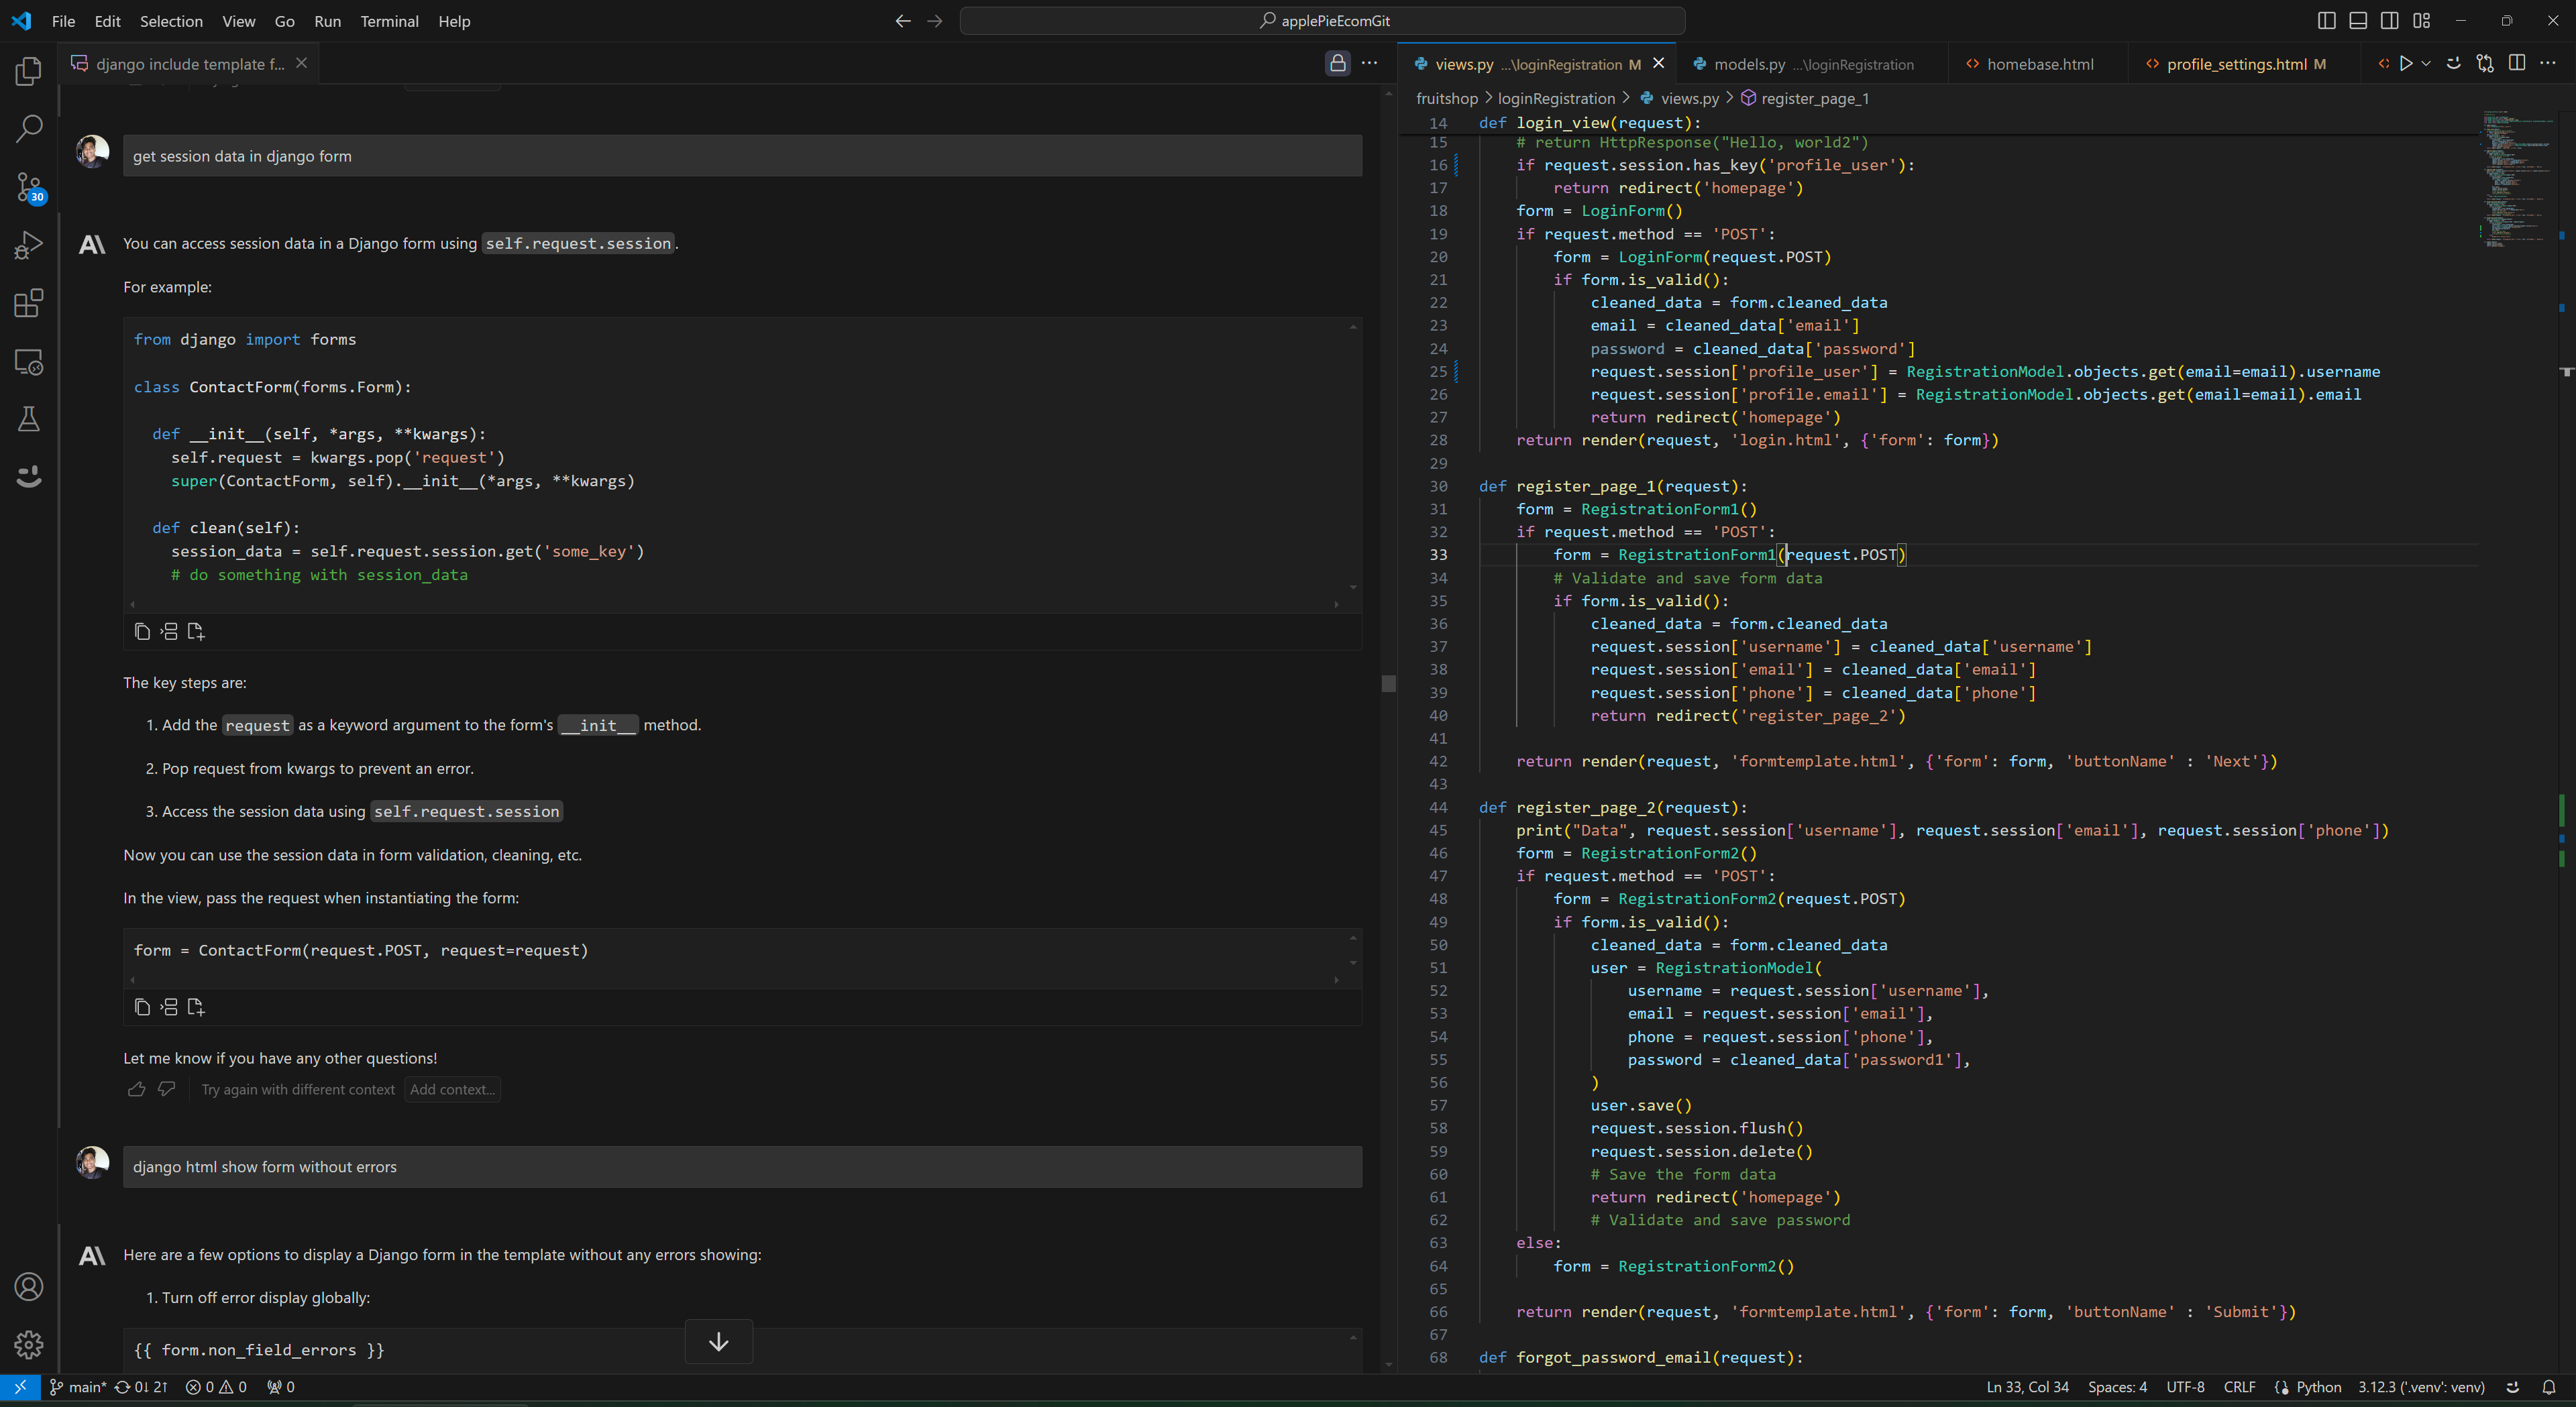 File Edit Selection View Go Run Terminal Help
applePieEcomGit
django include template f...
get session data in django form
You can access session data in a Django form using self.request.session.
For example:
from django import forms
class ContactForm(forms.Form):
def __init__(self, *args, **kwargs):
self.request = kwargs.pop('request')
super(ContactForm, self).__init__(*args, **kwargs)
def clean(self):
session_data = self.request.session.get('some_key')
# do something with session_data
The key steps are:
1. Add the request as a keyword argument to the form's __init__ method.
2. Pop request from kwargs to prevent an error.
3. Access the session data using self.request.session
Now you can use the session data in form validation, cleaning, etc.
In the view, pass the request when instantiating the form:
form = ContactForm(request.POST, request=request)
Let me know if you have any other questions!
Try again with different context Add context...
django html show form without errors
Here are a few options to display a Django form in the template without any errors showing:
1. Turn off error display globally:
{{ form.non_field_errors }}
30
views.py ...\loginRegistration M models.py ...\loginRegistration homebase.html profile_settings.html M
fruitshop > loginRegistration > views.py > register_page_1
14 def login_view(request):
15 # return HttpResponse("Hello, world2")
16 if request.session.has_key('profile_user'):
17 return redirect('homepage')
18 form = LoginForm()
19 if request.method == 'POST':
20 form = LoginForm(request.POST)
21 if form.is_valid():
22 cleaned_data = form.cleaned_data
23 email = cleaned_data['email']
24 password = cleaned_data['password']
25 request.session['profile_user'] = RegistrationModel.objects.get(email=email).username
26 request.session['profile.email'] = RegistrationModel.objects.get(email=email).email
27 return redirect('homepage')
28 return render(request, 'login.html', {'form': form})
29
30 def register_page_1(request):
31 form = RegistrationForm1()
32 if request.method == 'POST':
33 form = RegistrationForm1(request.POST)
34 # Validate and save form data
35 if form.is_valid():
36 cleaned_data = form.cleaned_data
37 request.session['username'] = cleaned_data['username']
38 request.session['email'] = cleaned_data['email']
39 request.session['phone'] = cleaned_data['phone']
40 return redirect('register_page_2')
41
42 return render(request, 'formtemplate.html', {'form': form, 'buttonName' : 'Next'})
43
44 def register_page_2(request):
45 print("Data", request.session['username'], request.session['email'], request.session['phone'])
46 form = RegistrationForm2()
47 if request.method == 'POST':
48 form = RegistrationForm2(request.POST)
49 if form.is_valid():
50 cleaned_data = form.cleaned_data
51 user = RegistrationModel(
52 username = request.session['username'],
53 email = request.session['email'],
54 phone = request.session['phone'],
55 password = cleaned_data['password1'],
56 )
57 user.save()
58 request.session.flush()
59 request.session.delete()
60 # Save the form data
61 return redirect('homepage')
62 # Validate and save password
63 else:
64 form = RegistrationForm2()
65
66 return render(request, 'formtemplate.html', {'form': form, 'buttonName' : 'Submit'})
67
68 def forgot_password_email(request):
main* 0↓ 2↑ 0 0 0
Ln 33, Col 34 Spaces: 4 UTF-8 CRLF Python 3.12.3 ('.venv': venv)